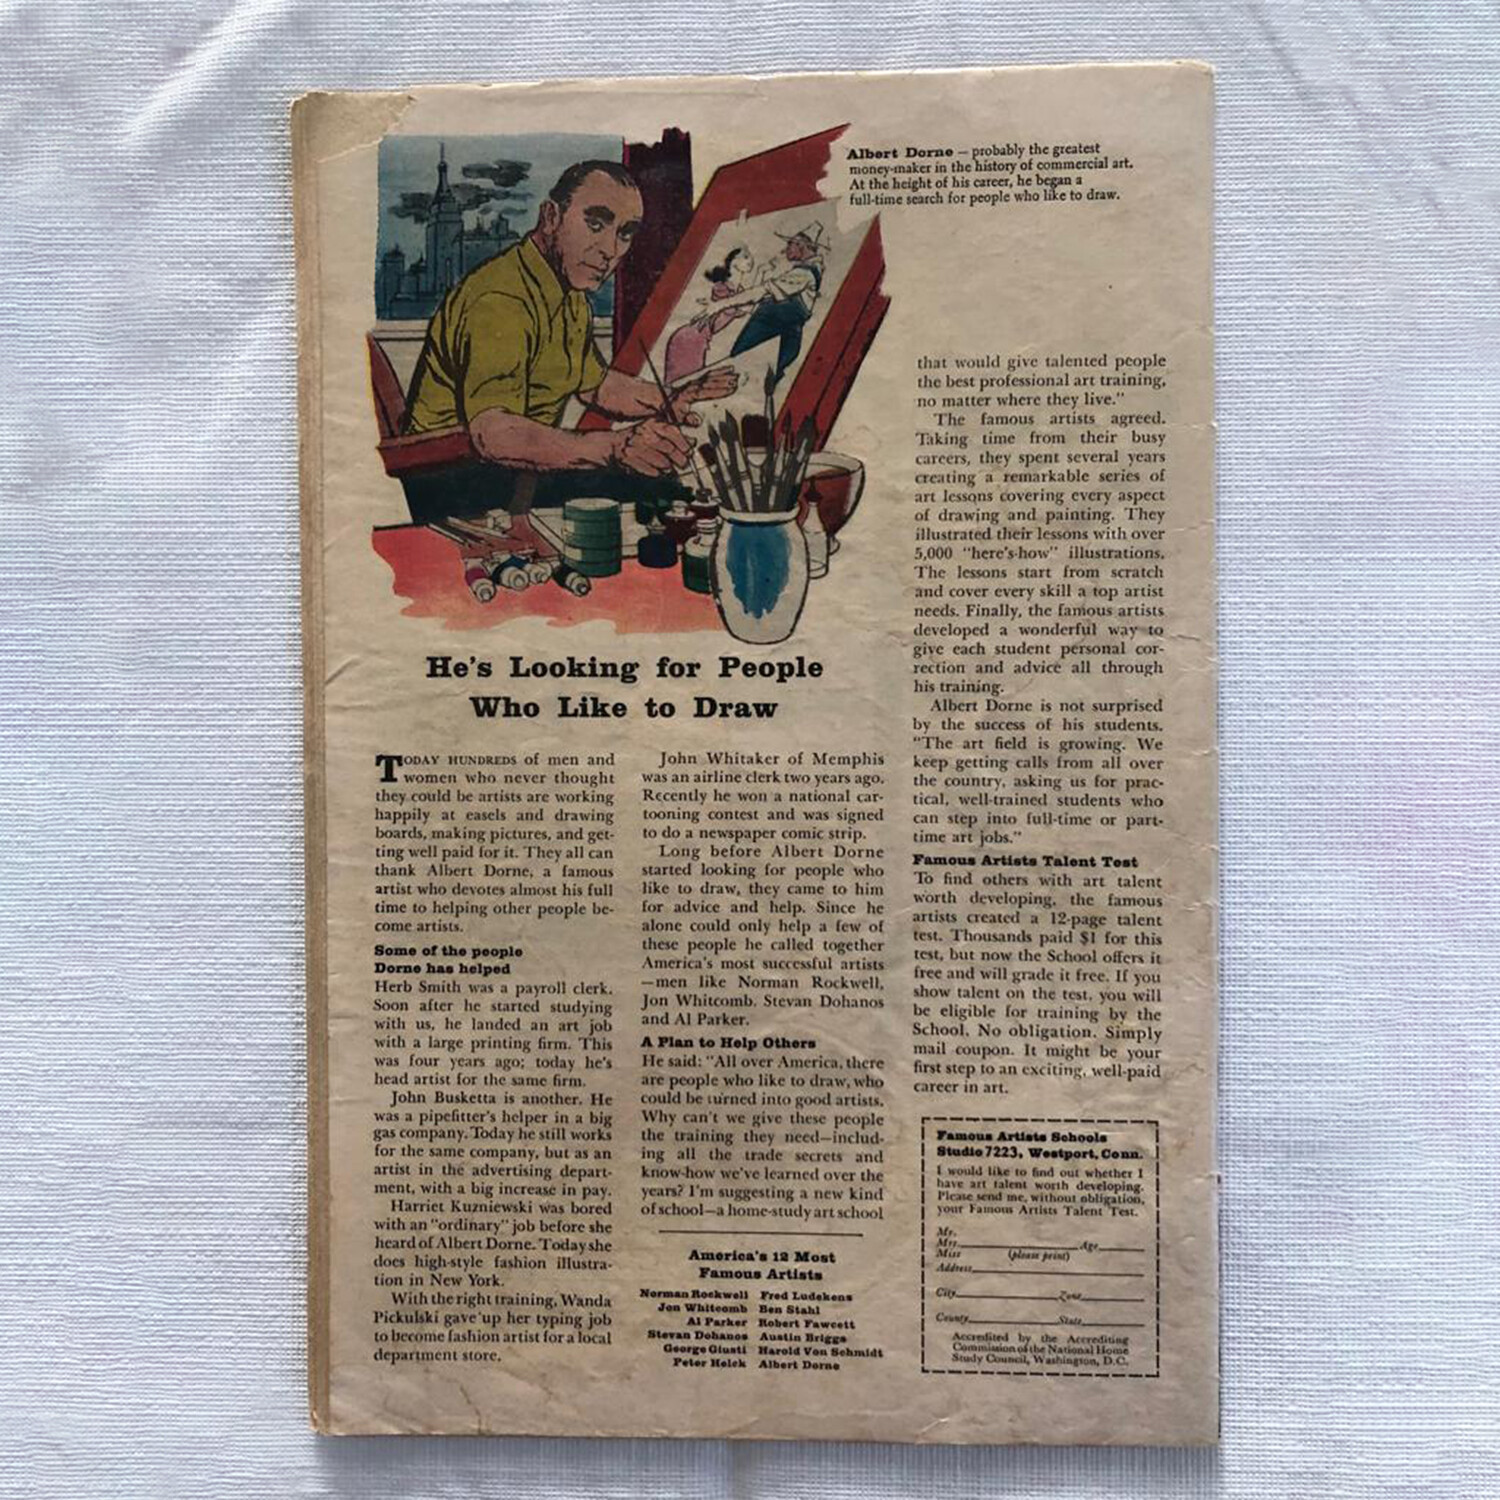 Albert Dorne — probably the greatest
money-maker in the history of commercial art.
At the height of his career, he began a
full-time search for people who like to draw.
He's Looking for People
Who Like to Draw
TODAY HUNDREDS of men and
women who never thought
they could be artists are working
happily at easels and drawing
boards, making pictures, and get-
ting well paid for it. They all can
thank Albert Dorne, a famous
artist who devotes almost his full
time to helping other people be-
come artists.
Some of the people
Dorne has helped
Herb Smith was a payroll clerk.
Soon after he started studying
with us, he landed an art job
with a large printing firm. This
was four years ago; today he's
head artist for the same firm.
John Busketta is another. He
was a pipefitter's helper in a big
gas company. Today he still works
for the same company, but as an
artist in the advertising depart-
ment, with a big increase in pay.
Harriet Kuzniewski was bored
with an "ordinary" job before she
heard of Albert Dorne. Today she
does high-style fashion illustra-
tion in New York.
With the right training, Wanda
Pickulski gave up her typing job
to become fashion artist for a local
department store.
John Whitaker of Memphis
was an airline clerk two years ago.
Recently he won a national car-
tooning contest and was signed
to do a newspaper comic strip.
Long before Albert Dorne
started looking for people who
like to draw, they came to him
for advice and help. Since he
alone could only help a few of
these people he called together
America's most successful artists
—men like Norman Rockwell,
Jon Whitcomb, Stevan Dohanos
and Al Parker.
A Plan to Help Others
He said: "All over America, there
are people who like to draw, who
could be turned into good artists.
Why can't we give these people
the training they need—includ-
ing all the trade secrets and
know-how we've learned over the
years? I'm suggesting a new kind
of school—a home-study art school
America's 12 Most
Famous Artists
Norman Rockwell Fred Ludekens
Jon Whitcomb Ben Stahl
Al Parker Robert Fawcett
Stevan Dohanos Austin Briggs
George Giusti Harold Von Schmidt
Peter Helck Albert Dorne
that would give talented people
the best professional art training,
no matter where they live."
The famous artists agreed.
Taking time from their busy
careers, they spent several years
creating a remarkable series of
art lessons covering every aspect
of drawing and painting. They
illustrated their lessons with over
5,000 "here's-how" illustrations.
The lessons start from scratch
and cover every skill a top artist
needs. Finally, the famous artists
developed a wonderful way to
give each student personal cor-
rection and advice all through
his training.
Albert Dorne is not surprised
by the success of his students.
"The art field is growing. We
keep getting calls from all over
the country, asking us for prac-
tical, well-trained students who
can step into full-time or part-
time art jobs."
Famous Artists Talent Test
To find others with art talent
worth developing, the famous
artists created a 12-page talent
test. Thousands paid $1 for this
test, but now the School offers it
free and will grade it free. If you
show talent on the test, you will
be eligible for training by the
School. No obligation. Simply
mail coupon. It might be your
first step to an exciting, well-paid
career in art.
Famous Artists Schools
Studio 7223, Westport, Conn.
I would like to find out whether I
have art talent worth developing.
Please send me, without obligation,
your Famous Artists Talent Test.
Mr.
Mrs. Age
Miss (please print)
Address
City Zone
County State
Accredited by the Accrediting
Commission of the National Home
Study Council, Washington, D.C.